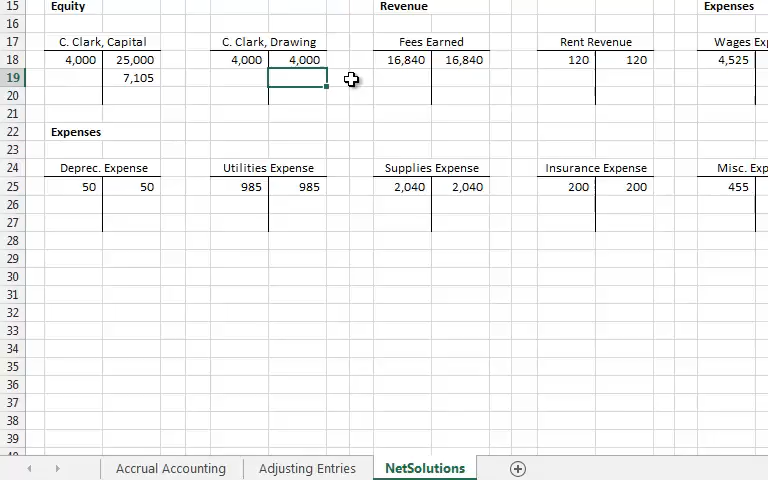 15 Equity Revenue Expenses
16
17 C. Clark, Capital C. Clark, Drawing Fees Earned Rent Revenue Wages Exp
18 4,000 25,000 4,000 4,000 16,840 16,840 120 120 4,525
19 7,105
20
21
22 Expenses
23
24 Deprec. Expense Utilities Expense Supplies Expense Insurance Expense Misc. Exp
25 50 50 985 985 2,040 2,040 200 200 455
26
27
28
29
30
31
32
33
34
35
36
37
38
39
Accrual Accounting Adjusting Entries NetSolutions